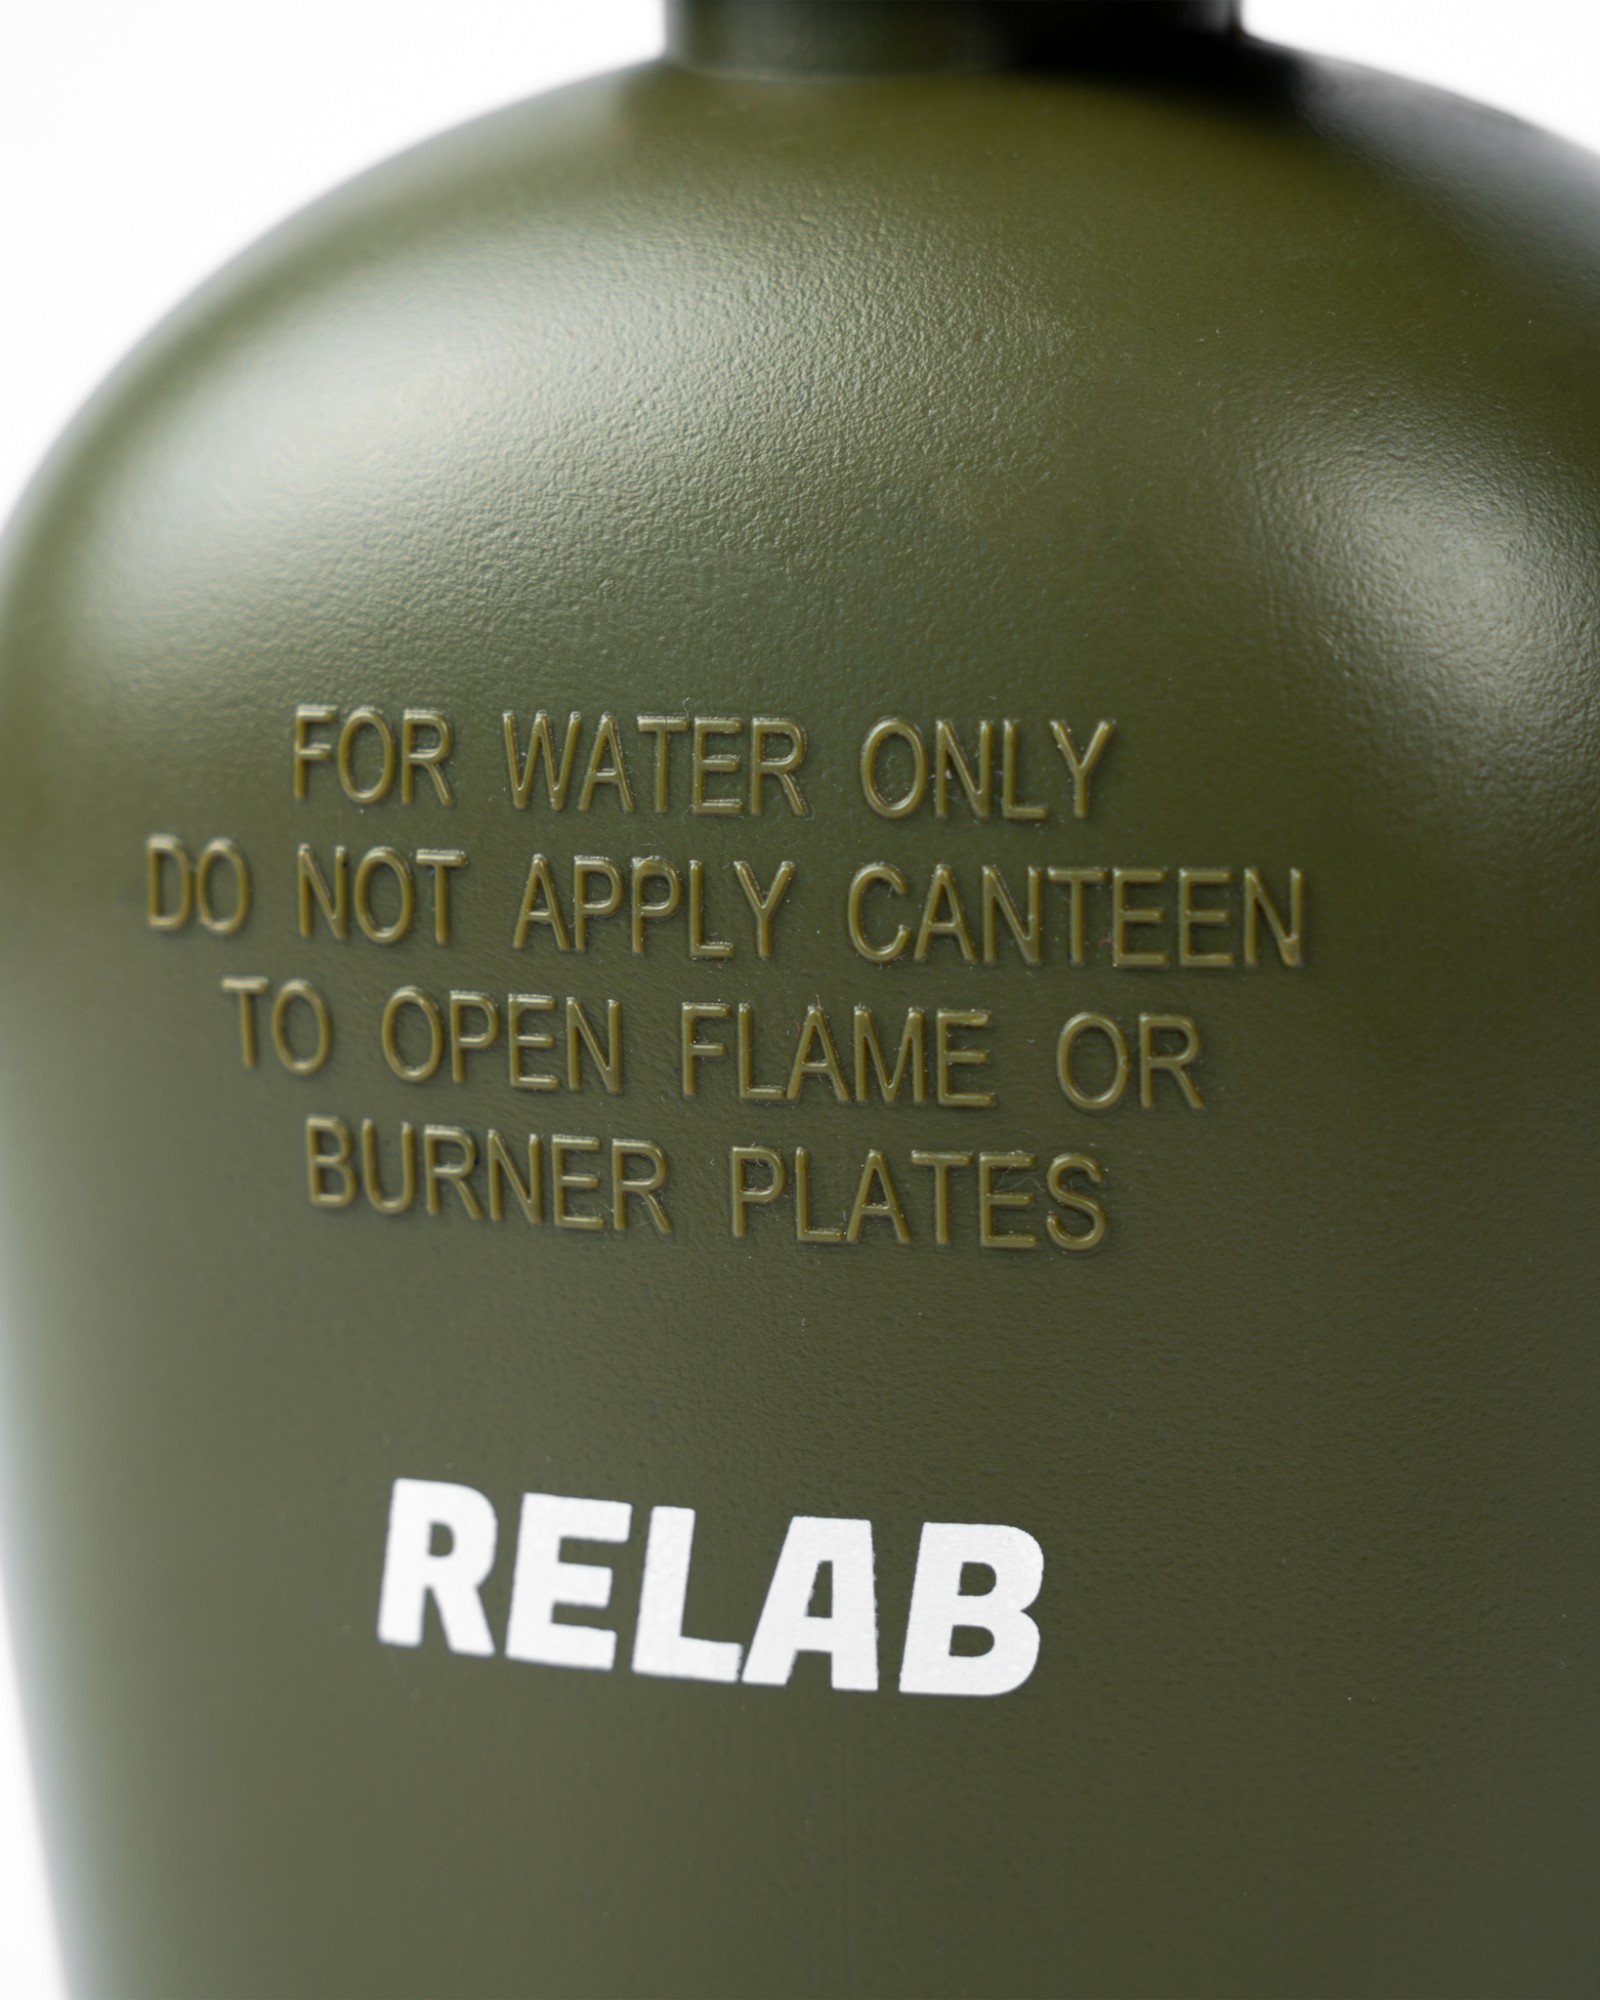 FOR WATER ONLY
DO NOT APPLY CANTEEN
TO OPEN FLAME OR
BURNER PLATES
RELAB